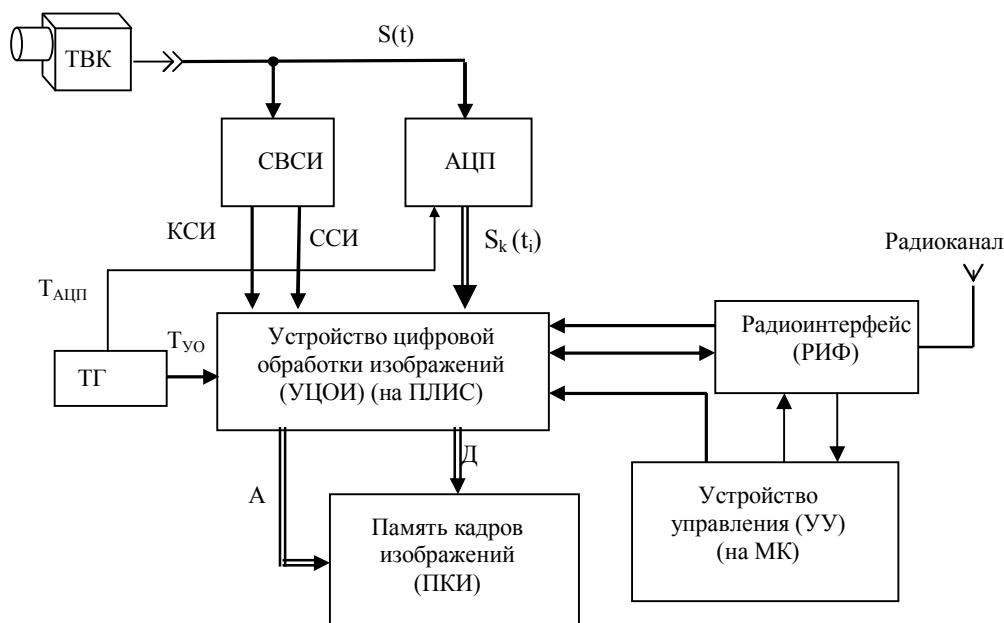 S(t)
ТВК
СВСИ
АЦП
КСИ
ССИ
Sₖ (tᵢ)
Радиоканал
Tᴀцп
Tуо
ТГ
Устройство цифровой
обработки изображений
(УЦОИ) (на ПЛИС)
Радиоинтерфейс
(РИФ)
А
Д
Память кадров
изображений
(ПКИ)
Устройство
управления (УУ)
(на МК)